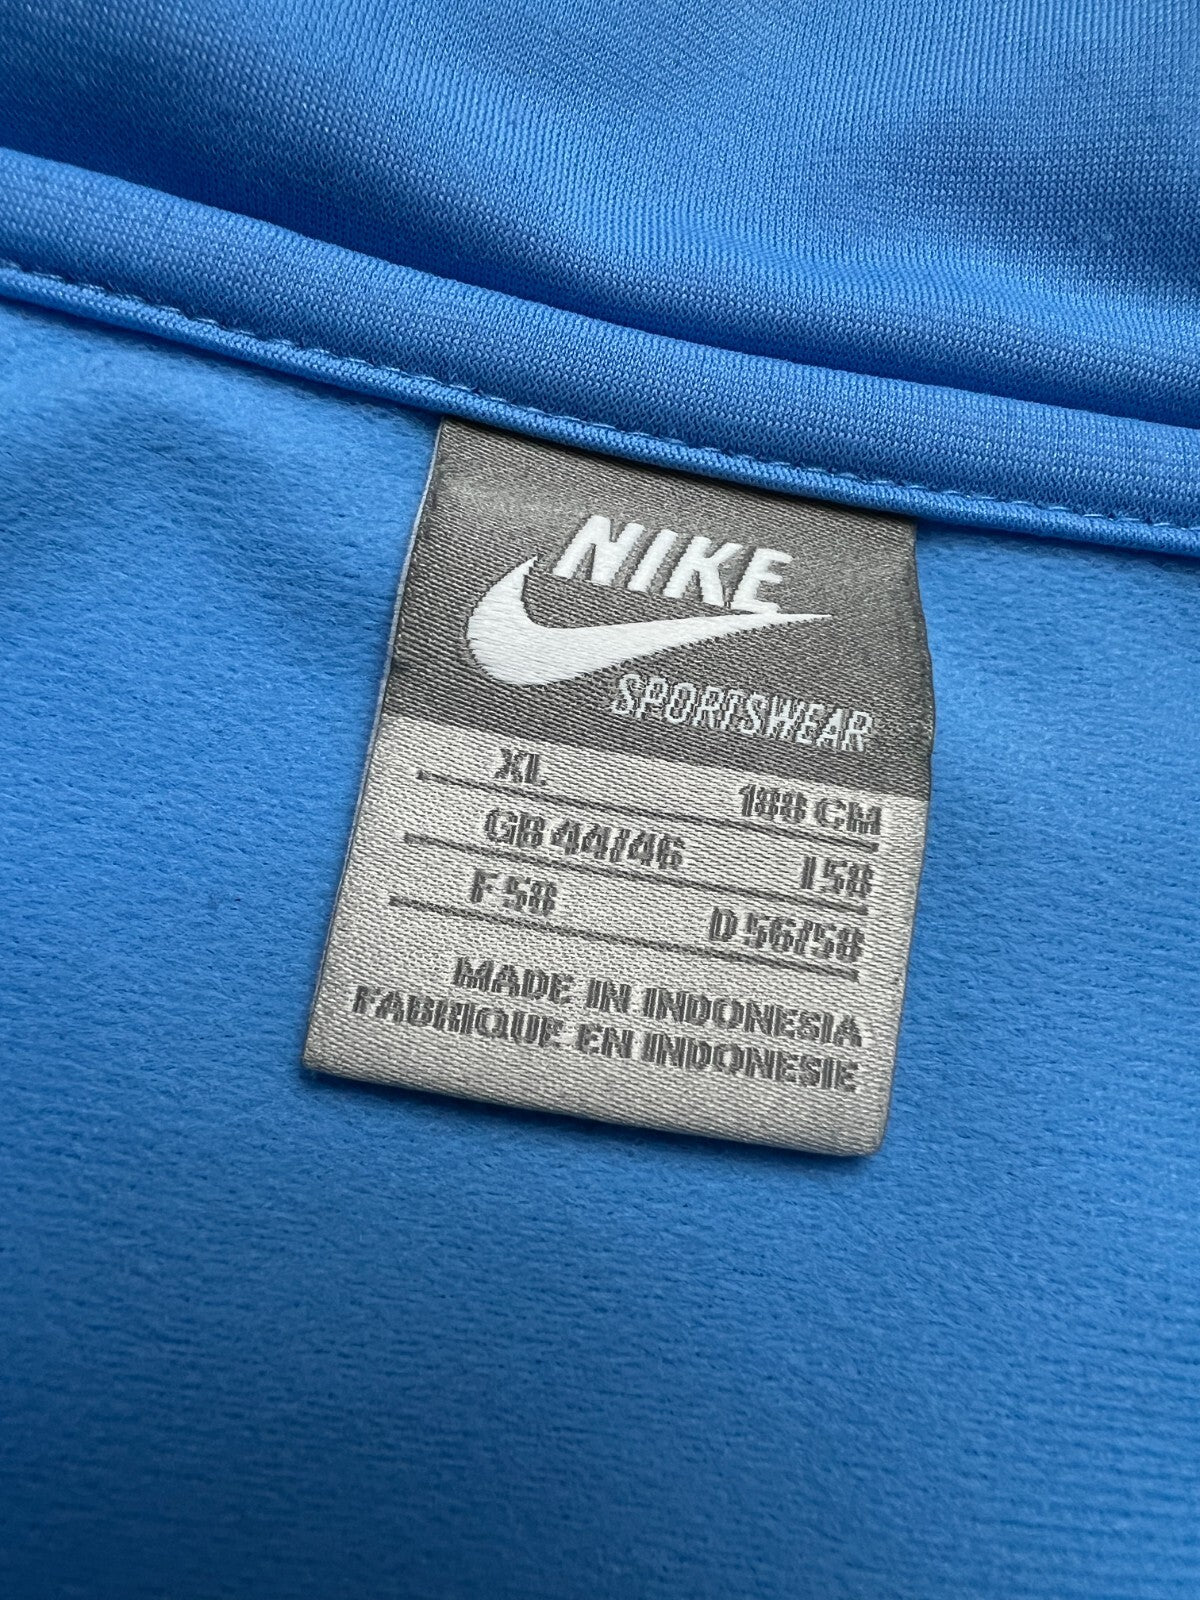 NIKE
SPORTSWEAR
XL 188 CM
GB 44/46 I 58
F 58 D 56/58
MADE IN INDONESIA
FABRIQUE EN INDONESIE